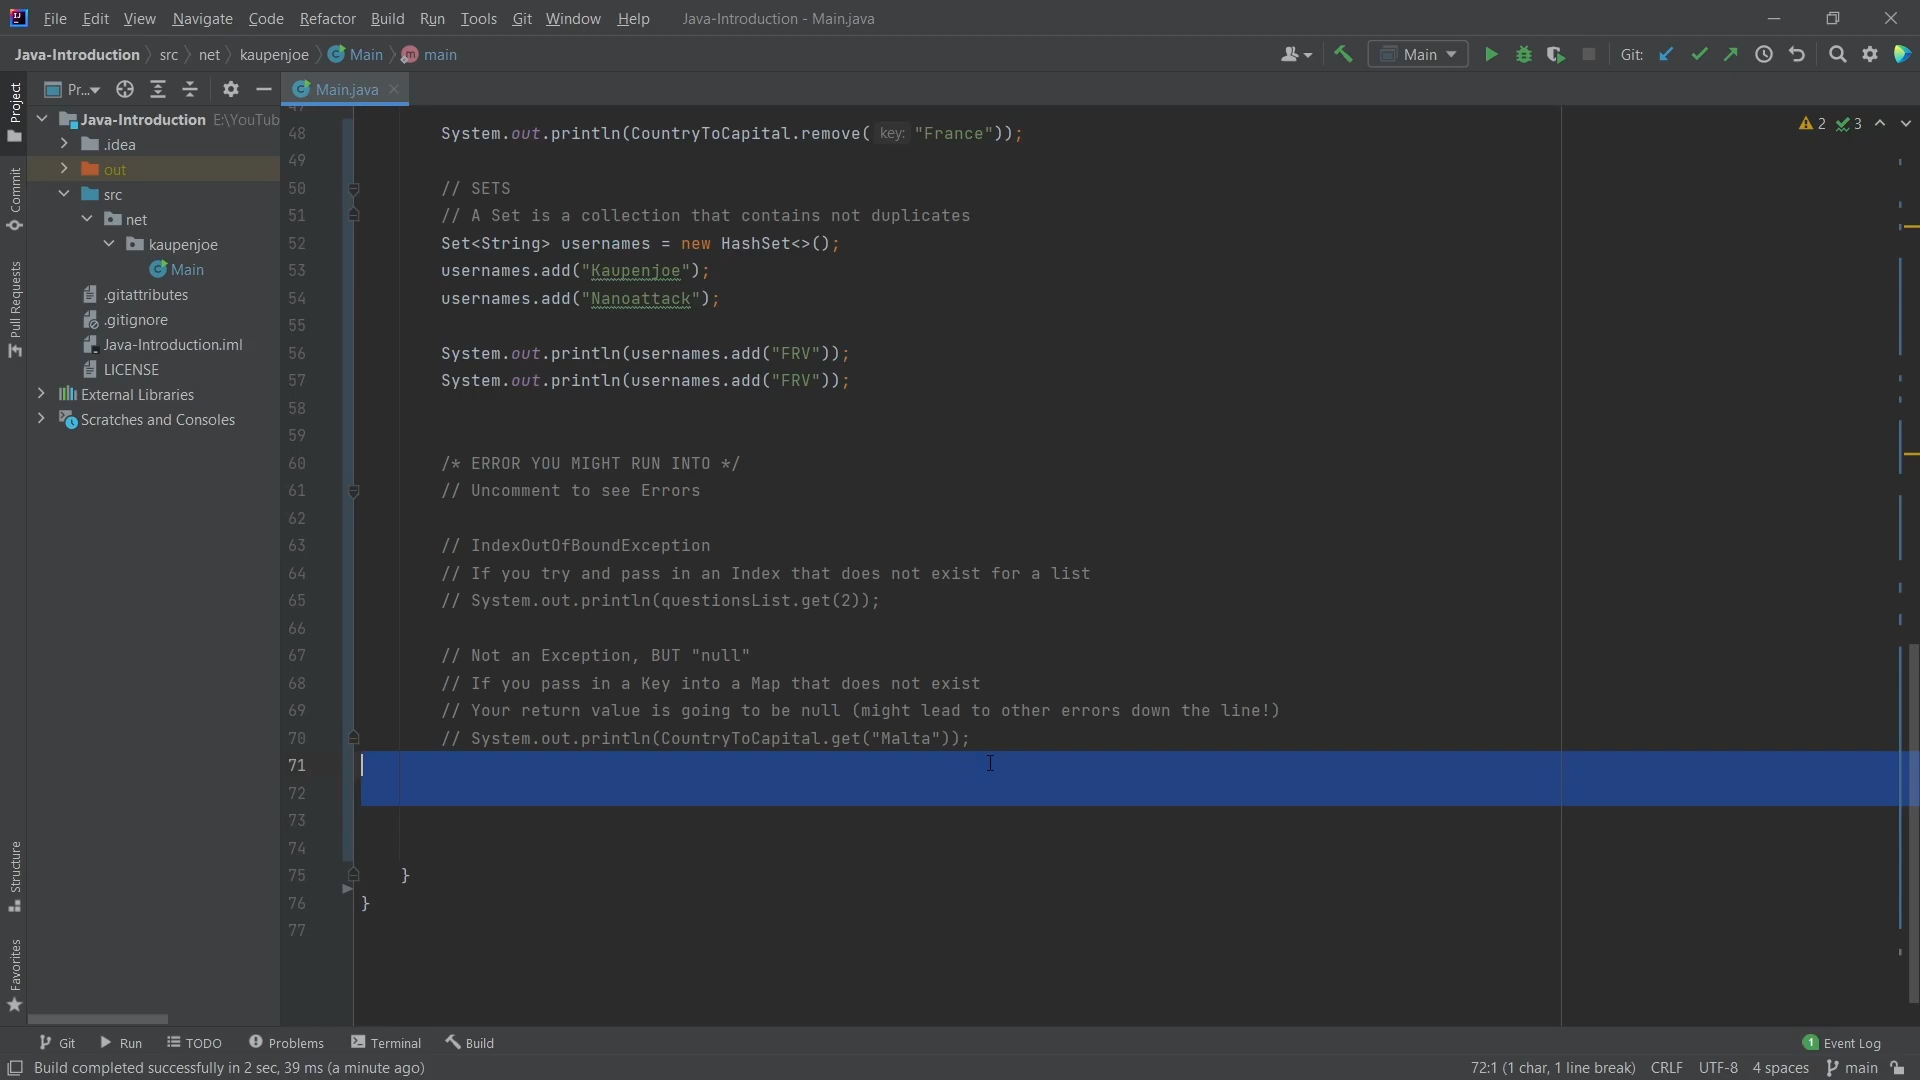 File Edit View Navigate Code Refactor Build Run Tools Git Window Help Java-Introduction - Main.java
Java-Introduction src net kaupenjoe Main main Main Git:
Pr... Main.java
Project
Commit
Pull Requests
Structure
Favorites
Java-Introduction E:\YouTub
.idea
out
src
net
kaupenjoe
Main
.gitattributes
.gitignore
Java-Introduction.iml
LICENSE
External Libraries
Scratches and Consoles
2 3
48 System.out.println(CountryToCapital.remove( key: "France"));
49
50 // SETS
51 // A Set is a collection that contains not duplicates
52 Set<String> usernames = new HashSet<>();
53 usernames.add("Kaupenjoe");
54 usernames.add("Nanoattack");
55
56 System.out.println(usernames.add("FRV"));
57 System.out.println(usernames.add("FRV"));
58
59
60 /* ERROR YOU MIGHT RUN INTO */
61 // Uncomment to see Errors
62
63 // IndexOutOfBoundException
64 // If you try and pass in an Index that does not exist for a list
65 // System.out.println(questionsList.get(2));
66
67 // Not an Exception, BUT "null"
68 // If you pass in a Key into a Map that does not exist
69 // Your return value is going to be null (might lead to other errors down the line!)
70 // System.out.println(CountryToCapital.get("Malta"));
71
72
73
74
75 }
76 }
77
Git Run TODO Problems Terminal Build 1 Event Log
Build completed successfully in 2 sec, 39 ms (a minute ago) 72:1 (1 char, 1 line break) CRLF UTF-8 4 spaces main